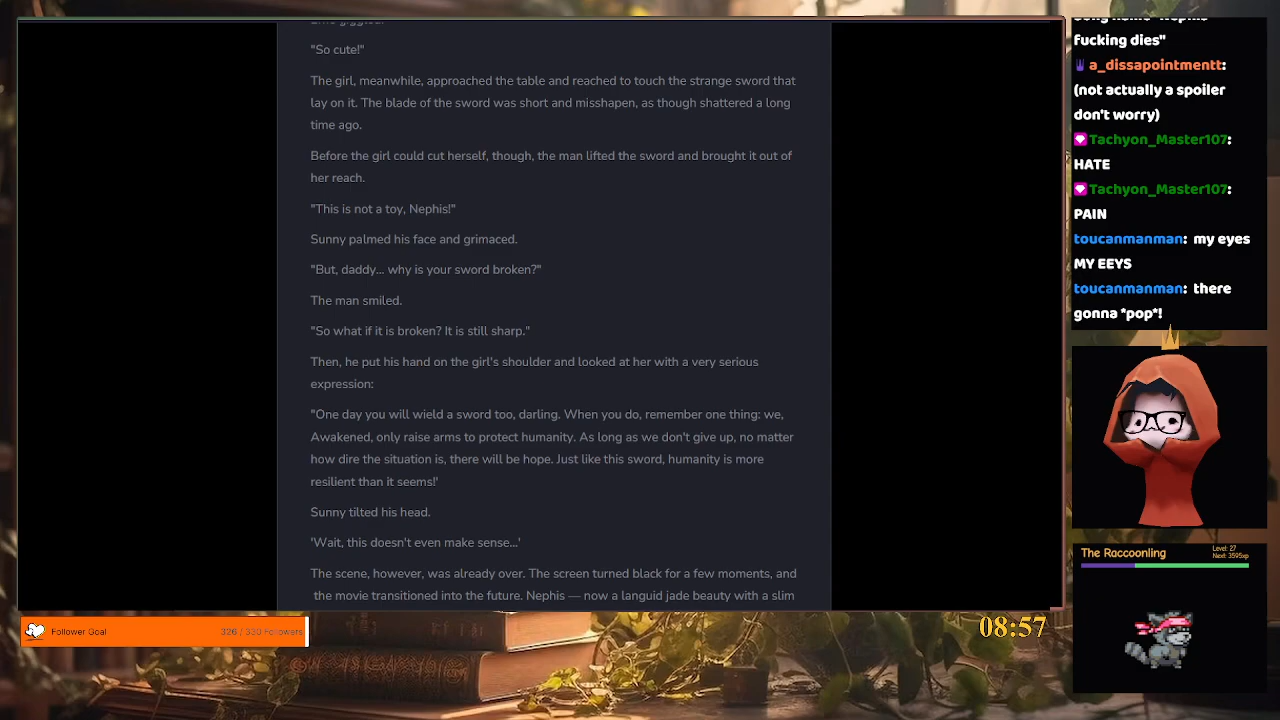 "So cute!"
The girl, meanwhile, approached the table and reached to touch the strange sword that
lay on it. The blade of the sword was short and misshapen, as though shattered a long
time ago.
Before the girl could cut herself, though, the man lifted the sword and brought it out of
her reach.
"This is not a toy, Nephis!"
Sunny palmed his face and grimaced.
"But, daddy... why is your sword broken?"
The man smiled.
"So what if it is broken? It is still sharp."
Then, he put his hand on the girl's shoulder and looked at her with a very serious
expression:
"One day you will wield a sword too, darling. When you do, remember one thing: we,
Awakened, only raise arms to protect humanity. As long as we don't give up, no matter
how dire the situation is, there will be hope. Just like this sword, humanity is more
resilient than it seems!'
Sunny tilted his head.
'Wait, this doesn't even make sense...'
The scene, however, was already over. The screen turned black for a few moments, and
the movie transitioned into the future. Nephis — now a languid jade beauty with a slim
fucking dies"
a_dissapointmentt:
(not actually a spoiler
don't worry)
Tachyon_Master107:
HATE
Tachyon_Master107:
PAIN
toucanmanman: my eyes
MY EEYS
toucanmanman: there
gonna *pop*!
The Raccoonling
Level: 27
Next: 3595xp
Follower Goal
326 / 330 Followers
08:57